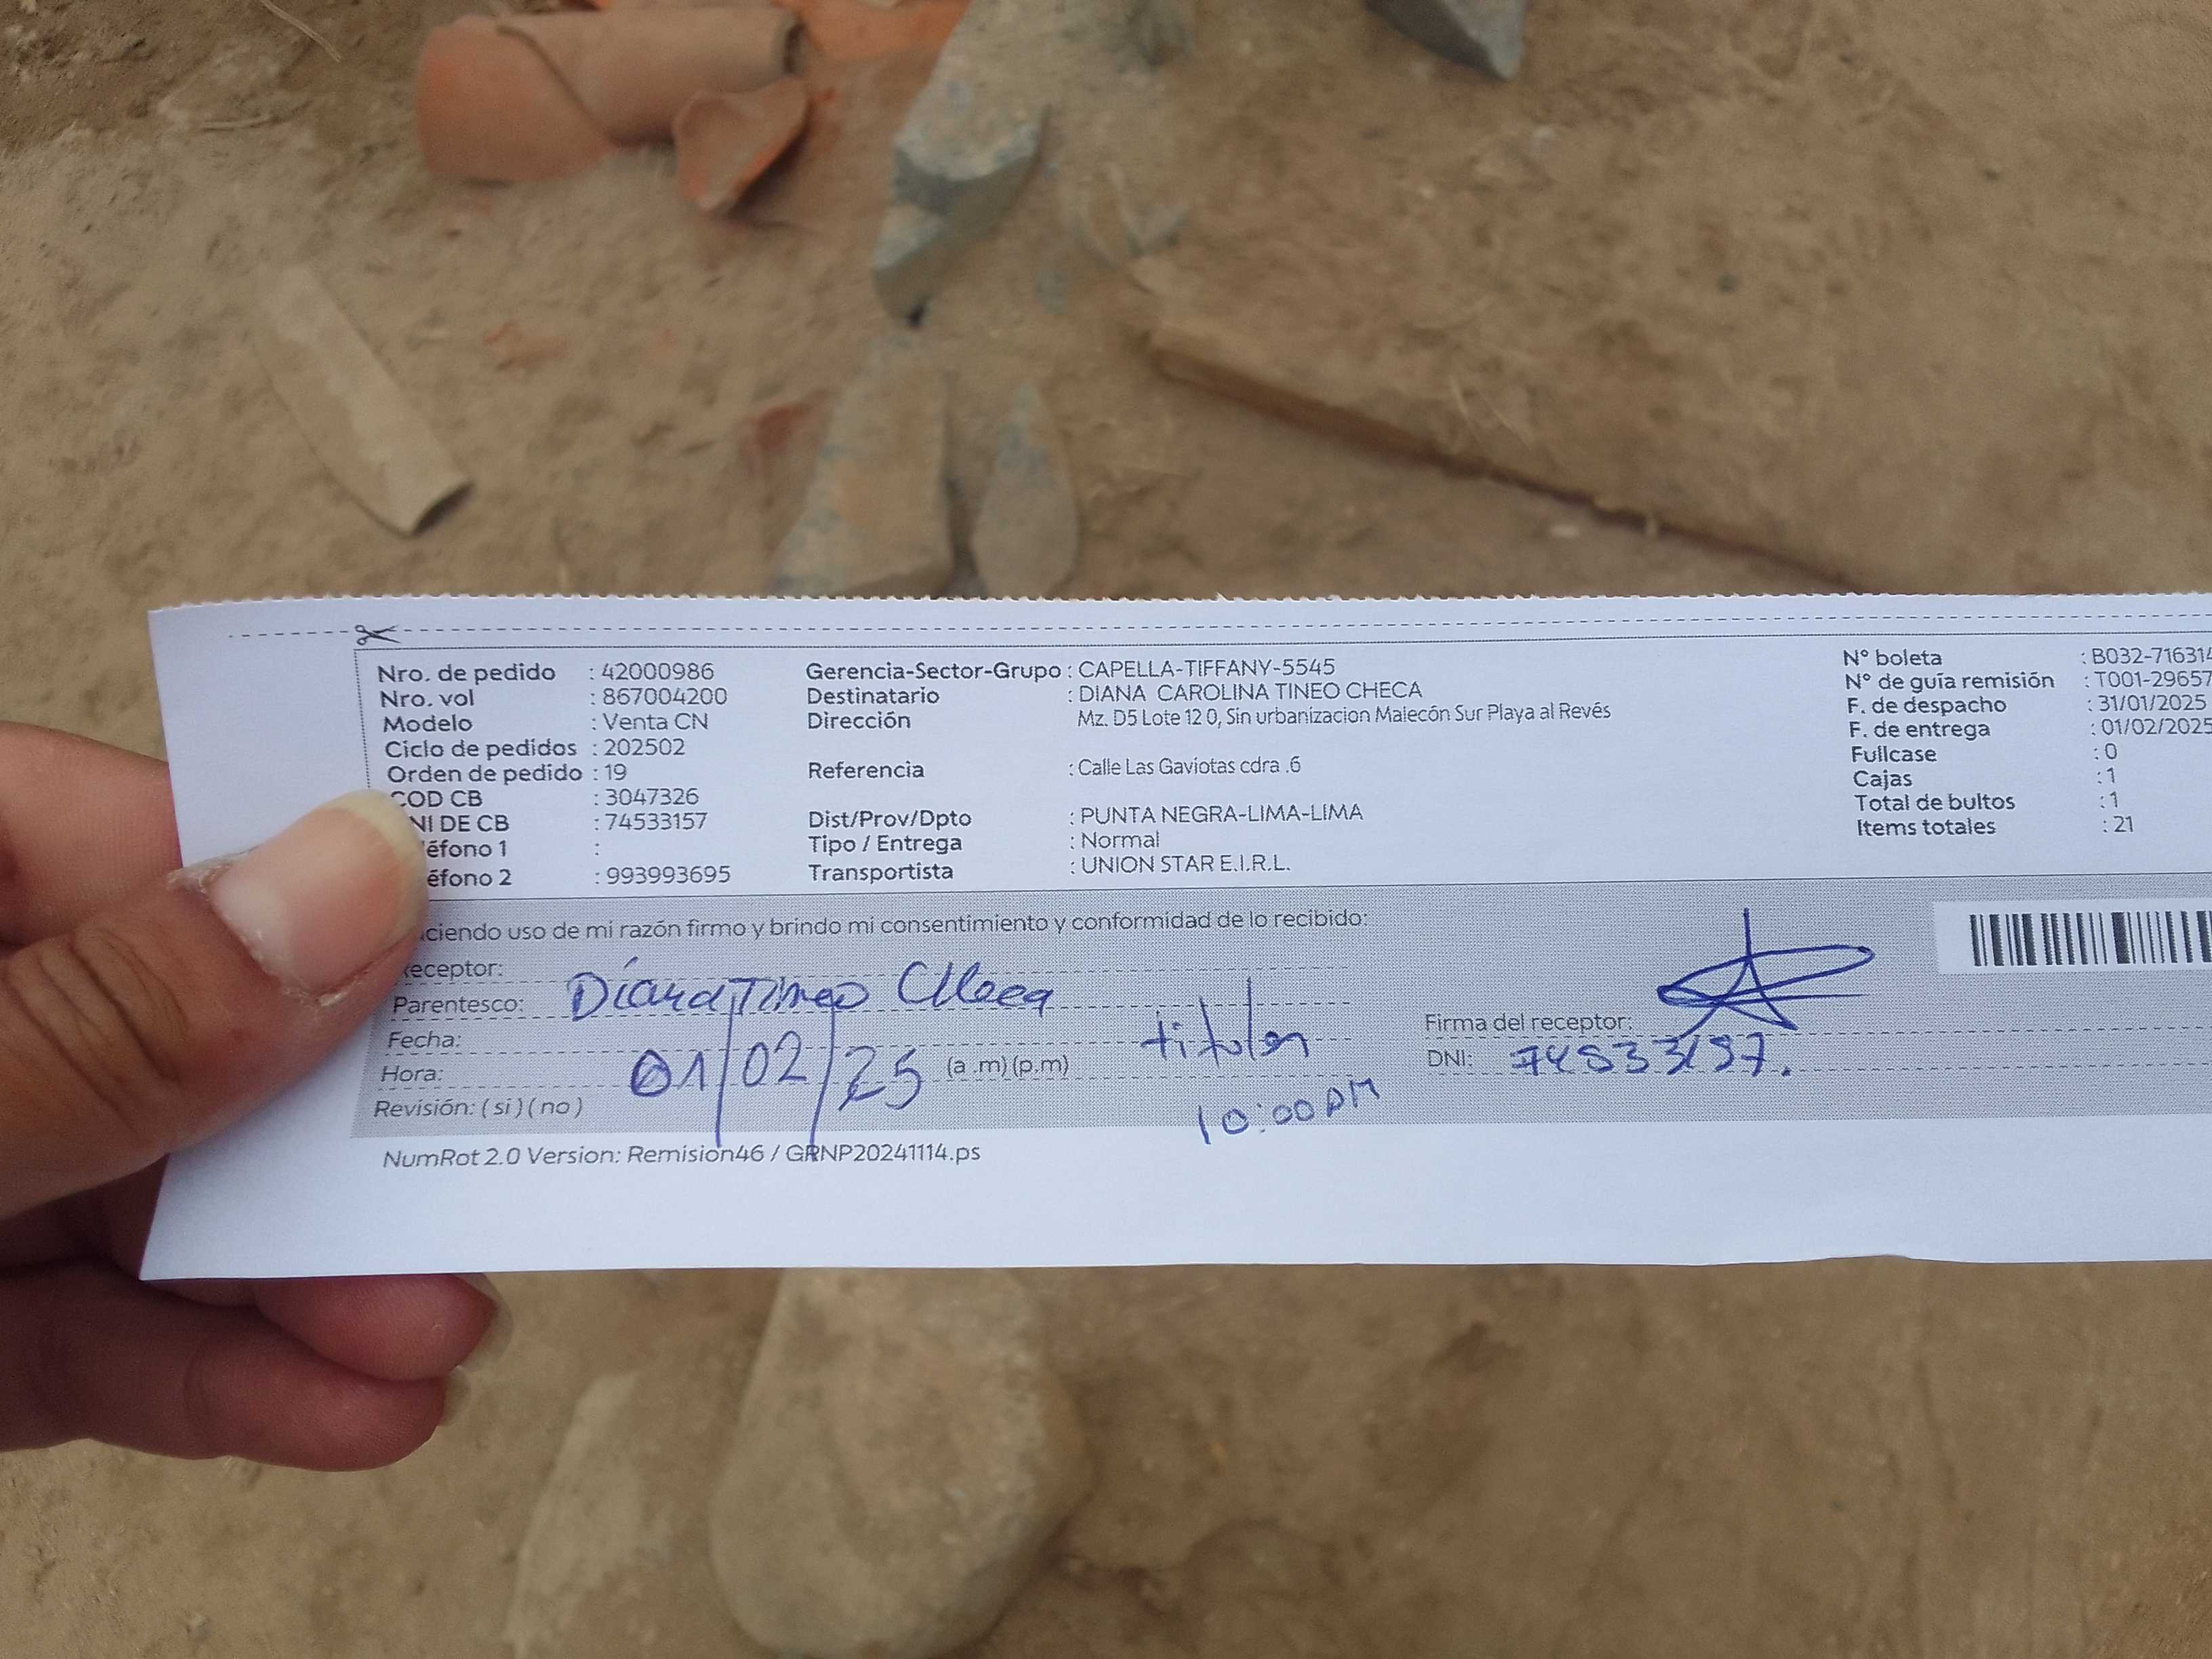 Nro. de pedido : 42000986
Nro. vol : 867004200
Modelo : Venta CN
Ciclo de pedidos : 202502
Orden de pedido : 19
COD CB : 3047326
NI DE CB : 74533157
éfono 1 :
éfono 2 : 993993695
Gerencia-Sector-Grupo : CAPELLA-TIFFANY-5545
Destinatario : DIANA CAROLINA TINEO CHECA
Dirección Mz. D5 Lote 12 0, Sin urbanizacion Malecón Sur Playa al Revés
Referencia : Calle Las Gaviotas cdra .6
Dist/Prov/Dpto : PUNTA NEGRA-LIMA-LIMA
Tipo / Entrega : Normal
Transportista : UNION STAR E.I.R.L.
N° boleta : B032-716314
N° de guía remisión : T001-29657
F. de despacho : 31/01/2025
F. de entrega : 01/02/2025
Fullcase : 0
Cajas : 1
Total de bultos : 1
Items totales : 21
ciendo uso de mi razón firmo y brindo mi consentimiento y conformidad de lo recibido:
eceptor:
Parentesco: Diana Tineo Checa
Fecha:
Hora: 01/02/25 (a .m) (p.m) titular
Revisión: ( si ) ( no ) 10:00
Firma del receptor:
DNI: 74533157.
NumRot 2.0 Version: Remision46 / GRNP20241114.ps